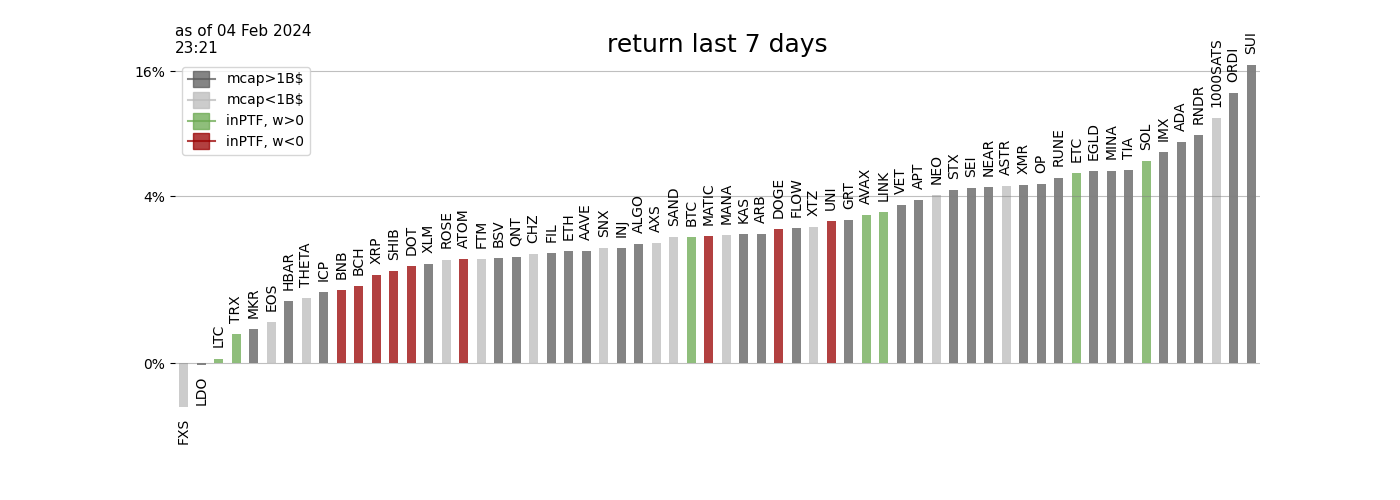 as of 04 Feb 2024
23:21
return last 7 days
16%
4%
0%
mcap>1B$
mcap<1B$
inPTF, w>0
inPTF, w<0
FXS
LDO
LTC
TRX
MKR
EOS
HBAR
THETA
ICP
BNB
BCH
XRP
SHIB
DOT
XLM
ROSE
ATOM
FTM
BSV
QNT
CHZ
FIL
ETH
AAVE
SNX
INJ
ALGO
AXS
SAND
BTC
MATIC
MANA
KAS
ARB
DOGE
FLOW
XTZ
UNI
GRT
AVAX
LINK
VET
APT
NEO
STX
SEI
NEAR
ASTR
XMR
OP
RUNE
ETC
EGLD
MINA
TIA
SOL
IMX
ADA
RNDR
1000SATS
ORDI
SUI